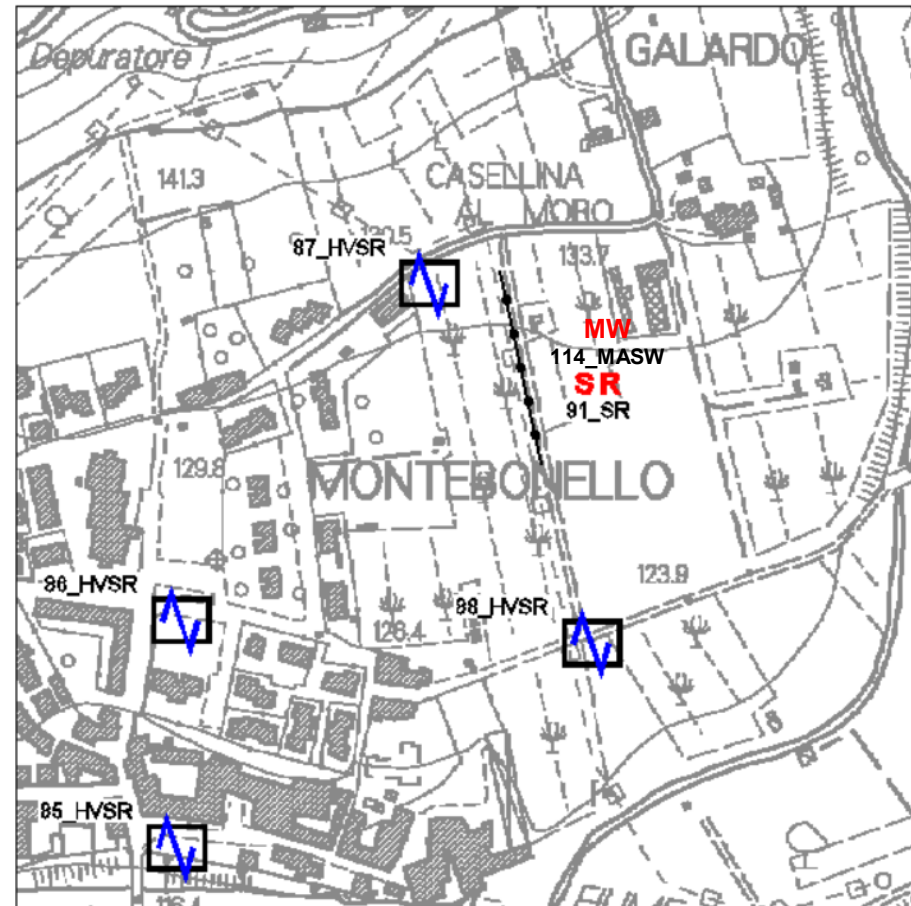 Depuratore
GALARDO
141.3
CASELLINA
AL MORO
87_HVSR
133.7
MW
114_MASW
SR
91_SR
129.8
MONTEBONELLO
86_HVSR
123.9
88_HVSR
126.4
85_HVSR